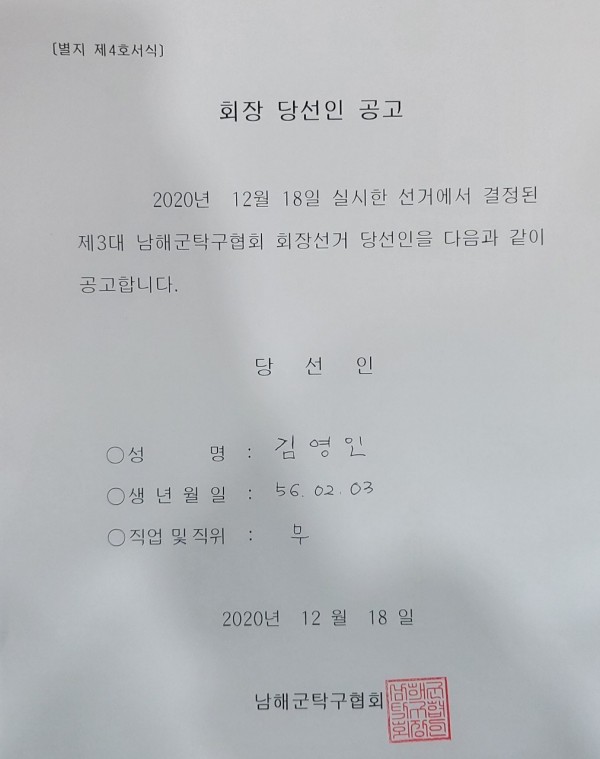 [별지 제4호서식]
회장 당선인 공고
2020년 12월 18일 실시한 선거에서 결정된
제3대 남해군탁구협회 회장선거 당선인을 다음과 같이
공고합니다.
당 선 인
○성 명 : 김영인
○생년월일 : 56.02.03
○직업 및 직위 : 무
2020년 12월 18일
남해군탁구협회